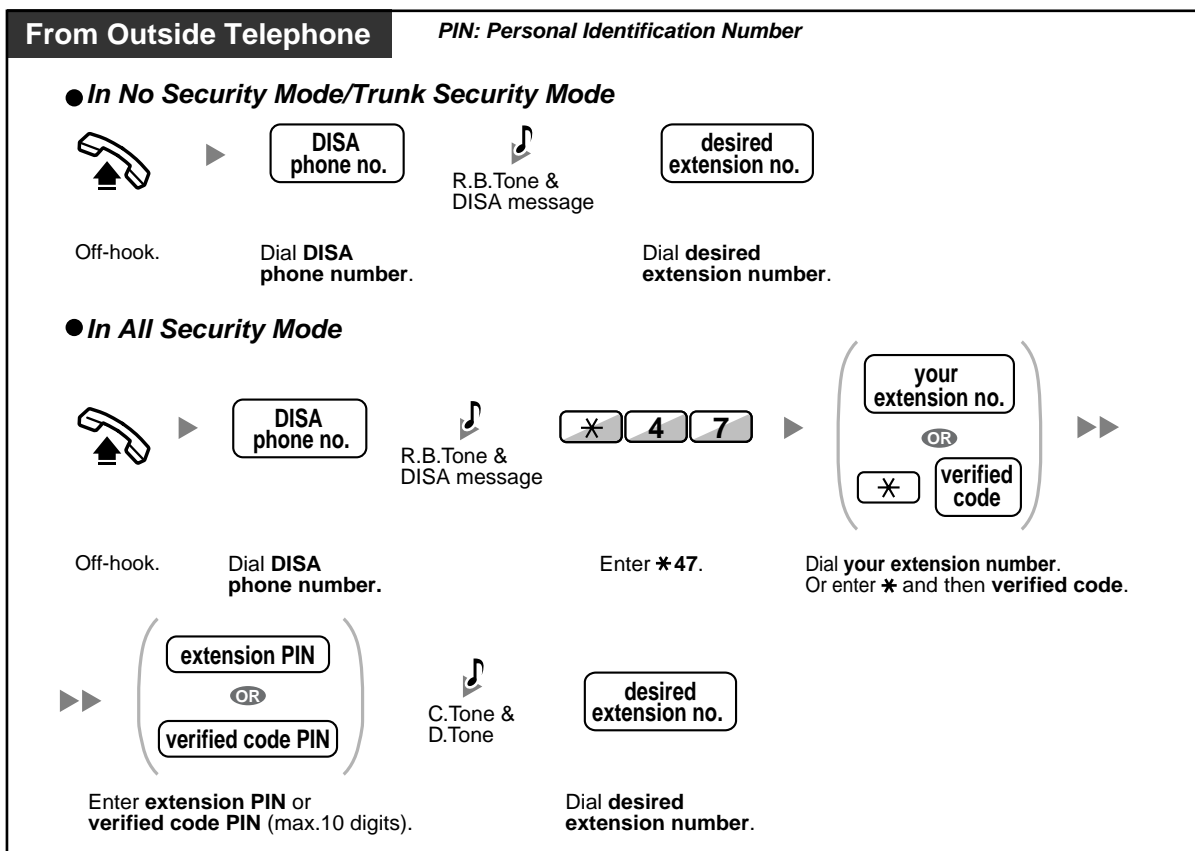 From Outside Telephone
PIN: Personal Identification Number
● In No Security Mode/Trunk Security Mode
DISA
phone no.
R.B.Tone &
DISA message
desired
extension no.
Off-hook.
Dial DISA
phone number.
Dial desired
extension number.
● In All Security Mode
DISA
phone no.
R.B.Tone &
DISA message
* 4 7
your
extension no.
OR
* verified
code
Off-hook.
Dial DISA
phone number.
Enter *47.
Dial your extension number.
Or enter * and then verified code.
extension PIN
OR
verified code PIN
C.Tone &
D.Tone
desired
extension no.
Enter extension PIN or
verified code PIN (max.10 digits).
Dial desired
extension number.